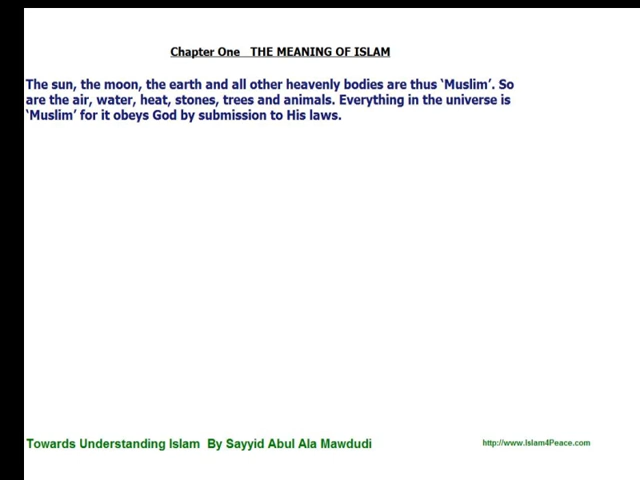 Chapter One   THE MEANING OF ISLAM
The sun, the moon, the earth and all other heavenly bodies are thus ‘Muslim’. So
are the air, water, heat, stones, trees and animals. Everything in the universe is
‘Muslim’ for it obeys God by submission to His laws.
Towards Understanding Islam  By Sayyid Abul Ala Mawdudi
http://www.Islam4Peace.com